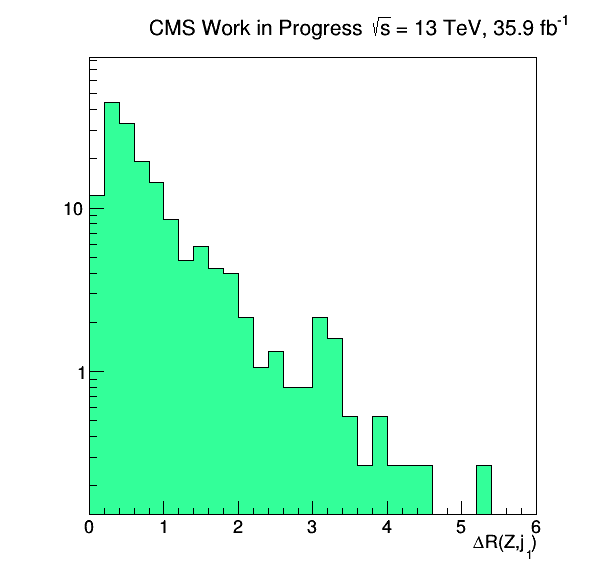 CMS Work in Progress √s = 13 TeV, 35.9 fb⁻¹
10
1
0 1 2 3 4 5 6
ΔR(Z,j₁)